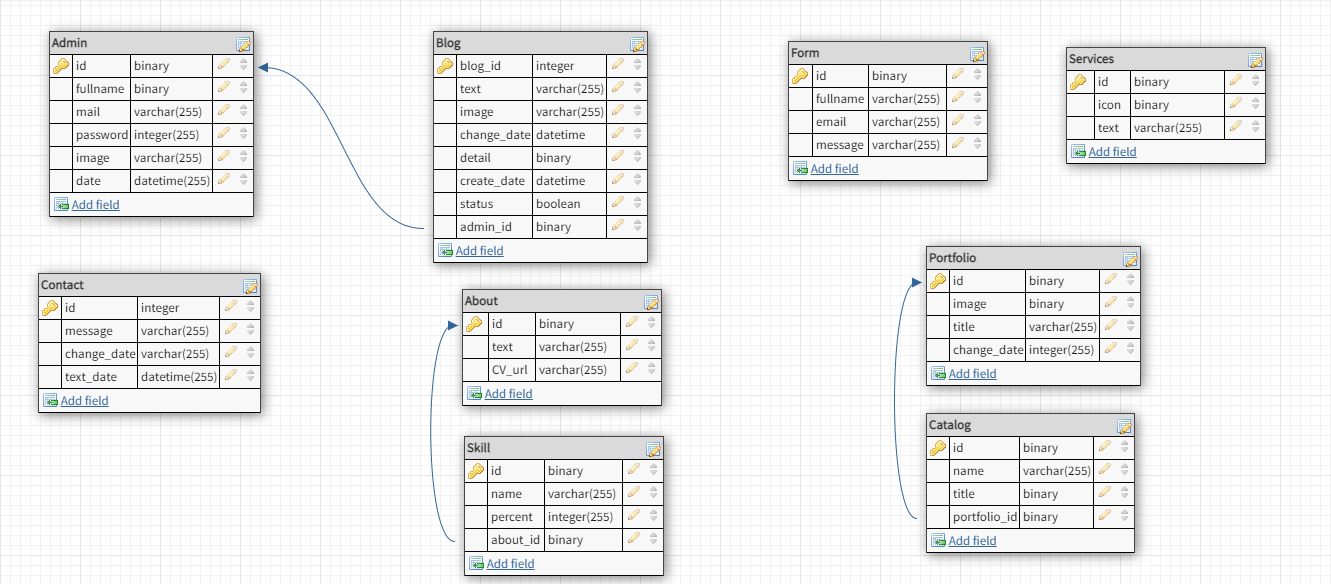 Admin
id binary
fullname binary
mail varchar(255)
password integer(255)
image varchar(255)
date datetime(255)
Add field
Blog
blog_id integer
text varchar(255)
image varchar(255)
change_date datetime
detail binary
create_date datetime
status boolean
admin_id binary
Add field
Form
id binary
fullname varchar(255)
email varchar(255)
message varchar(255)
Add field
Services
id binary
icon binary
text varchar(255)
Add field
Contact
id integer
message varchar(255)
change_date varchar(255)
text_date datetime(255)
Add field
About
id binary
text varchar(255)
CV_url varchar(255)
Add field
Skill
id binary
name varchar(255)
percent integer(255)
about_id binary
Add field
Portfolio
id binary
image binary
title varchar(255)
change_date integer(255)
Add field
Catalog
id binary
name varchar(255)
title binary
portfolio_id binary
Add field